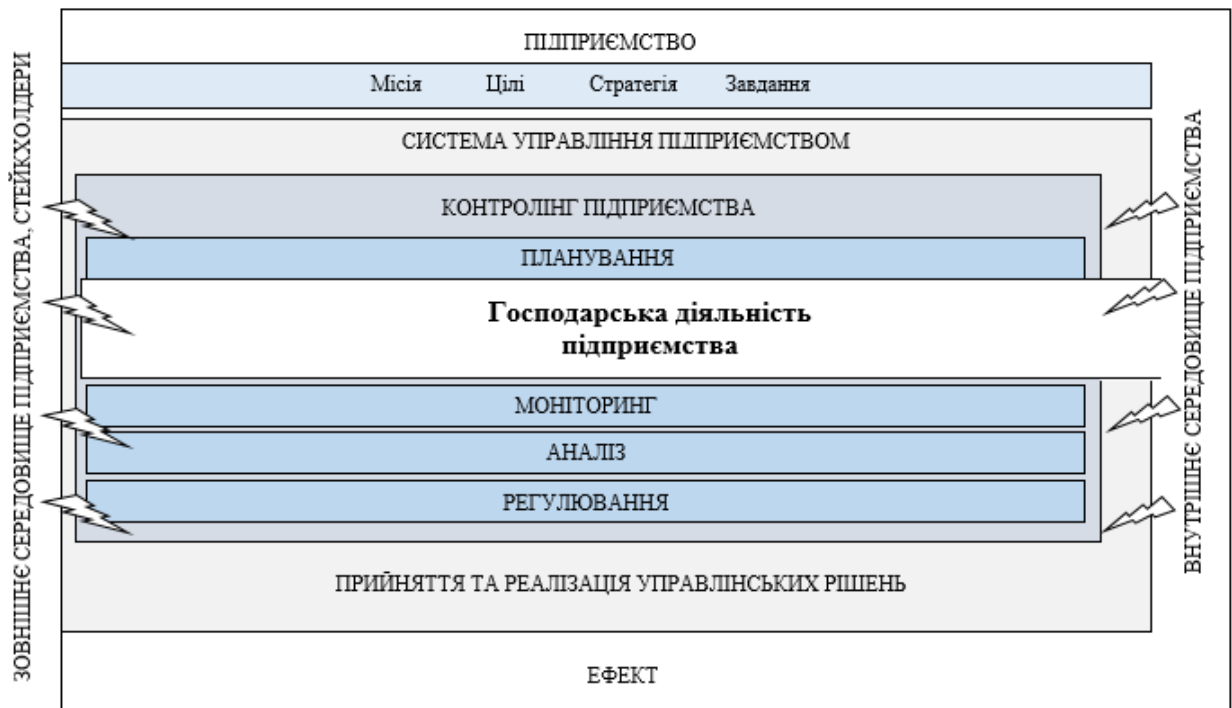 ПІДПРИЄМСТВО
Місія Цілі Стратегія Завдання
СИСТЕМА УПРАВЛІННЯ ПІДПРИЄМСТВОМ
КОНТРОЛІНГ ПІДПРИЄМСТВА
ПЛАНУВАННЯ
Господарська діяльність
підприємства
МОНІТОРИНГ
АНАЛІЗ
РЕГУЛЮВАННЯ
ПРИЙНЯТТЯ ТА РЕАЛІЗАЦІЯ УПРАВЛІНСЬКИХ РІШЕНЬ
ЕФЕКТ
ЗОВНІШНЄ СЕРЕДОВИЩЕ ПІДПРИЄМСТВА, СТЕЙКХОЛДЕРИ
ВНУТРІШНЄ СЕРЕДОВИЩЕ ПІДПРИЄМСТВА